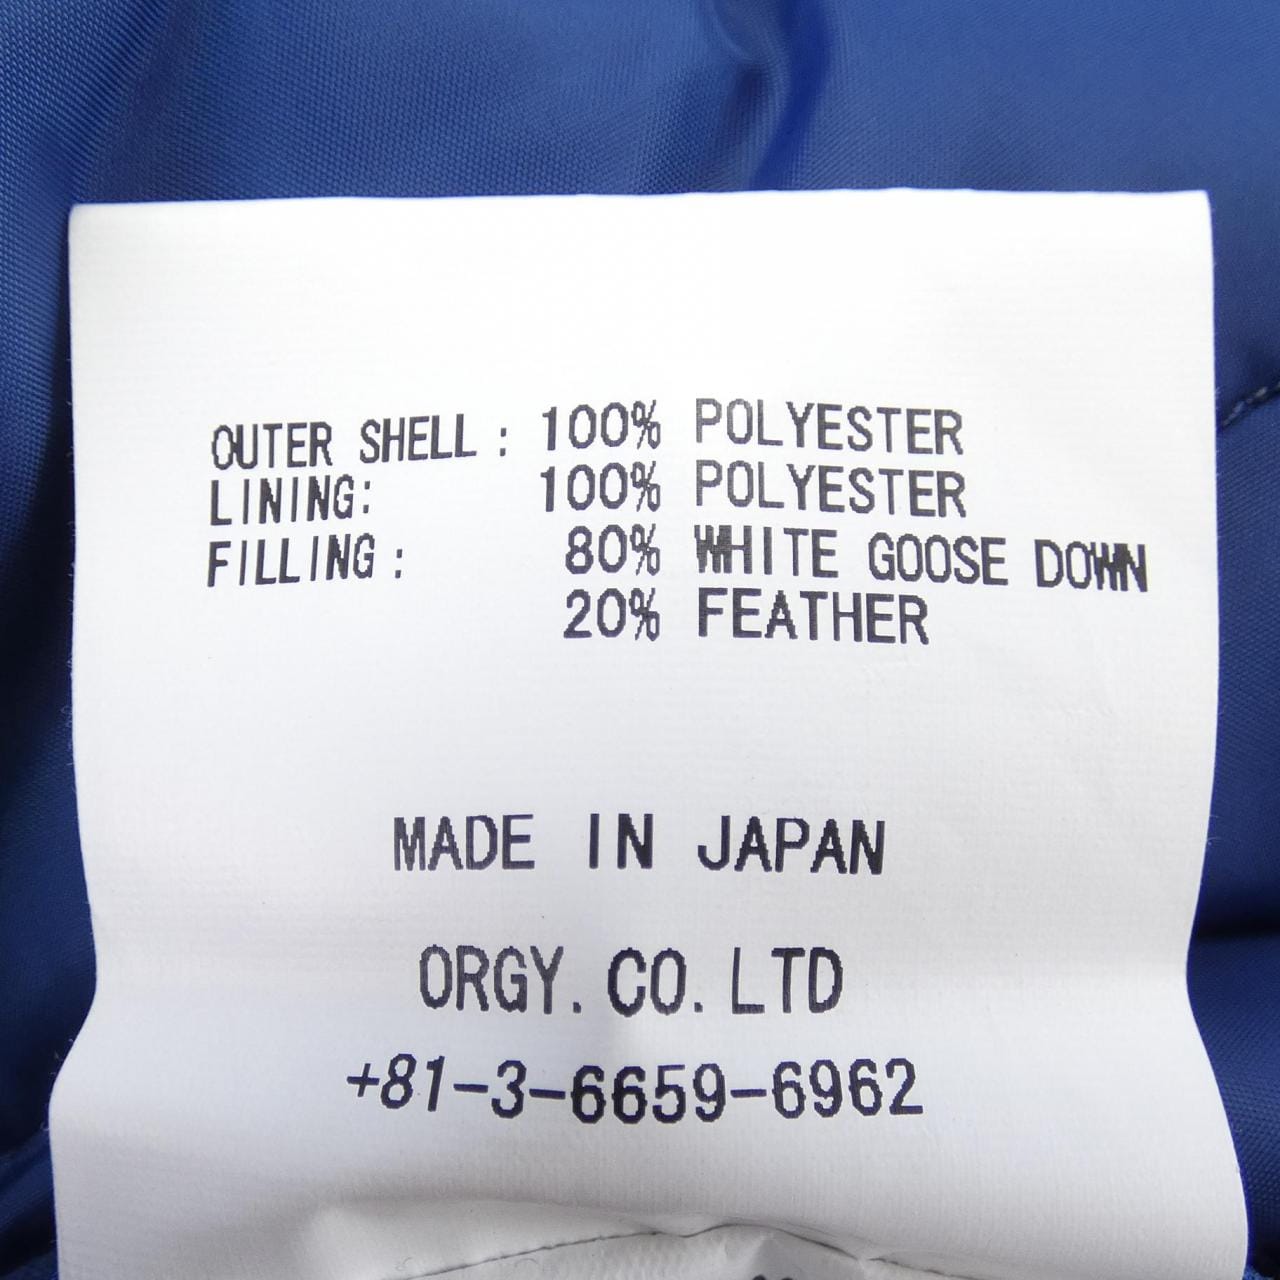 OUTER SHELL : 100% POLYESTER
LINING: 100% POLYESTER
FILLING : 80% WHITE GOOSE DOWN
20% FEATHER
MADE IN JAPAN
ORGY. CO. LTD
+81-3-6659-6962